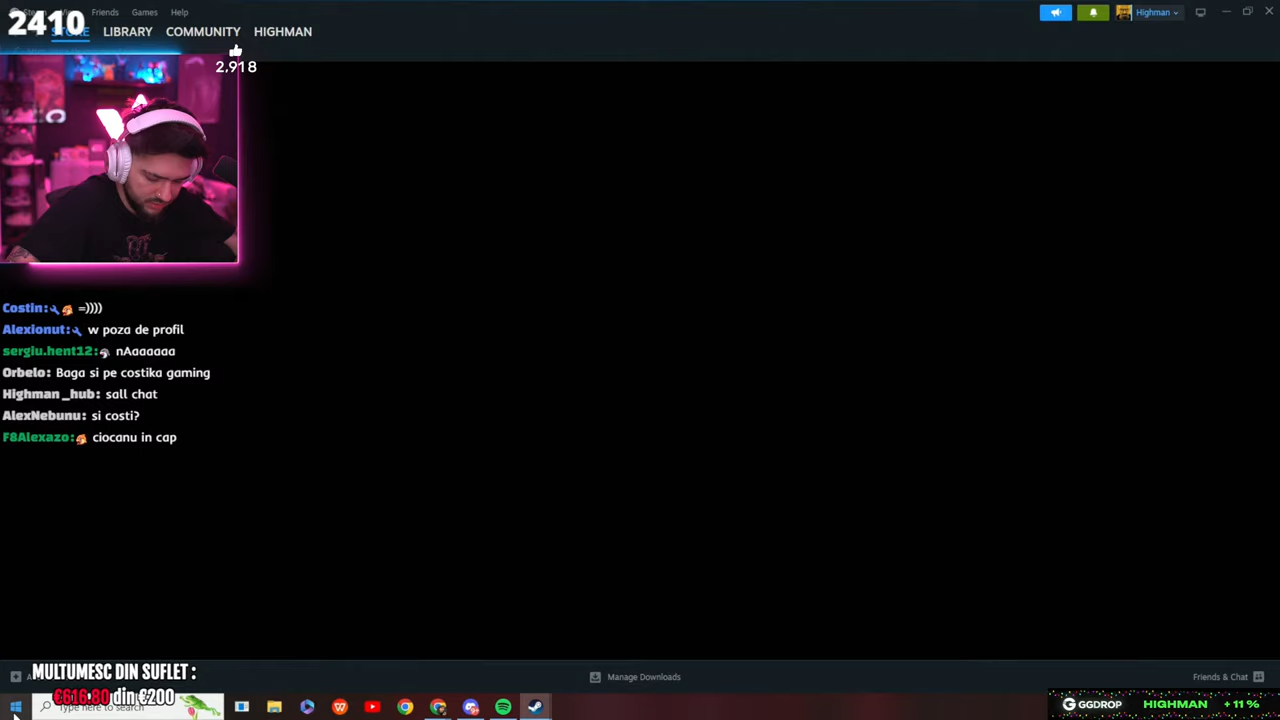 2410
Friends Games Help
Highman
LIBRARY COMMUNITY HIGHMAN
2,918
Costin: =))))
Alexionut: w poza de profil
sergiu.hent12: nAaaaaaa
Orbelo: Baga si pe costika gaming
Highman_hub: sall chat
AlexNebunu: si costi?
F8Alexazo: ciocanu in cap
Manage Downloads
Friends & Chat
MULTUMESC DIN SUFLET :
€616.80 din €200
Type here to search
GGDROP HIGHMAN +11 %